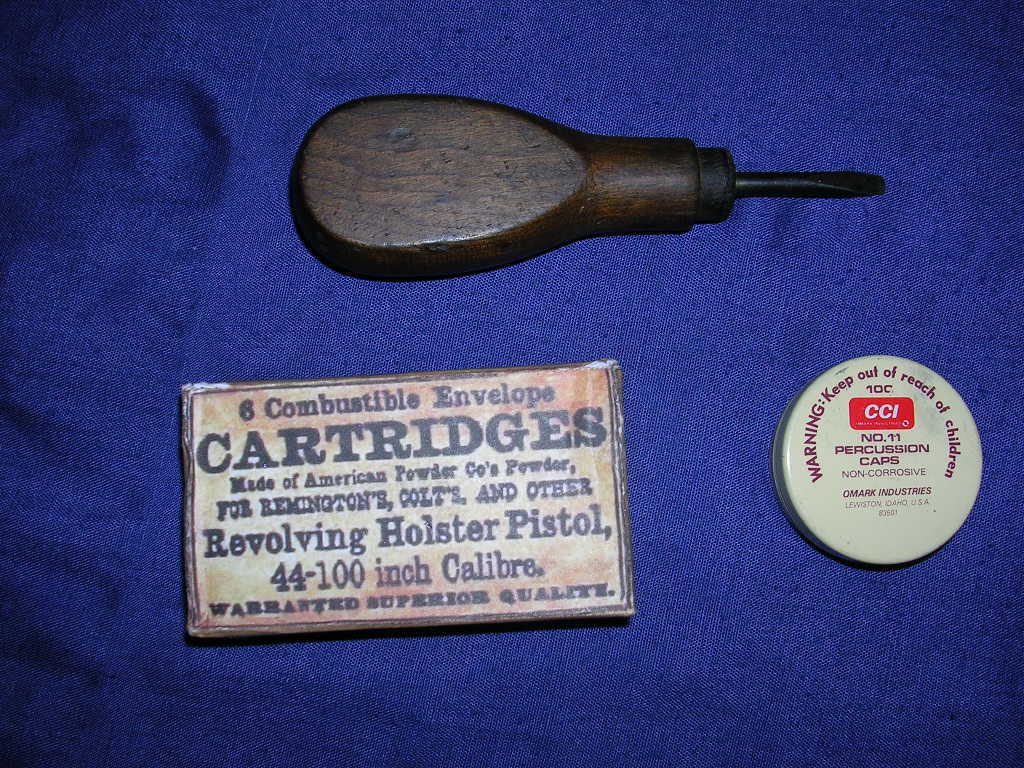 6 Combustible Envelope
CARTRIDGES
Made of American Powder Co's Powder,
FOR REMINGTON'S, COLT'S, AND OTHER
Revolving Holster Pistol,
44-100 inch Calibre.
WARRANTED SUPERIOR QUALITY.
WARNING: Keep out of reach of children
100
CCI
OMARK INDUSTRIES
NO. 11
PERCUSSION
CAPS
NON-CORROSIVE
OMARK INDUSTRIES
LEWISTON, IDAHO, U.S.A.
83501